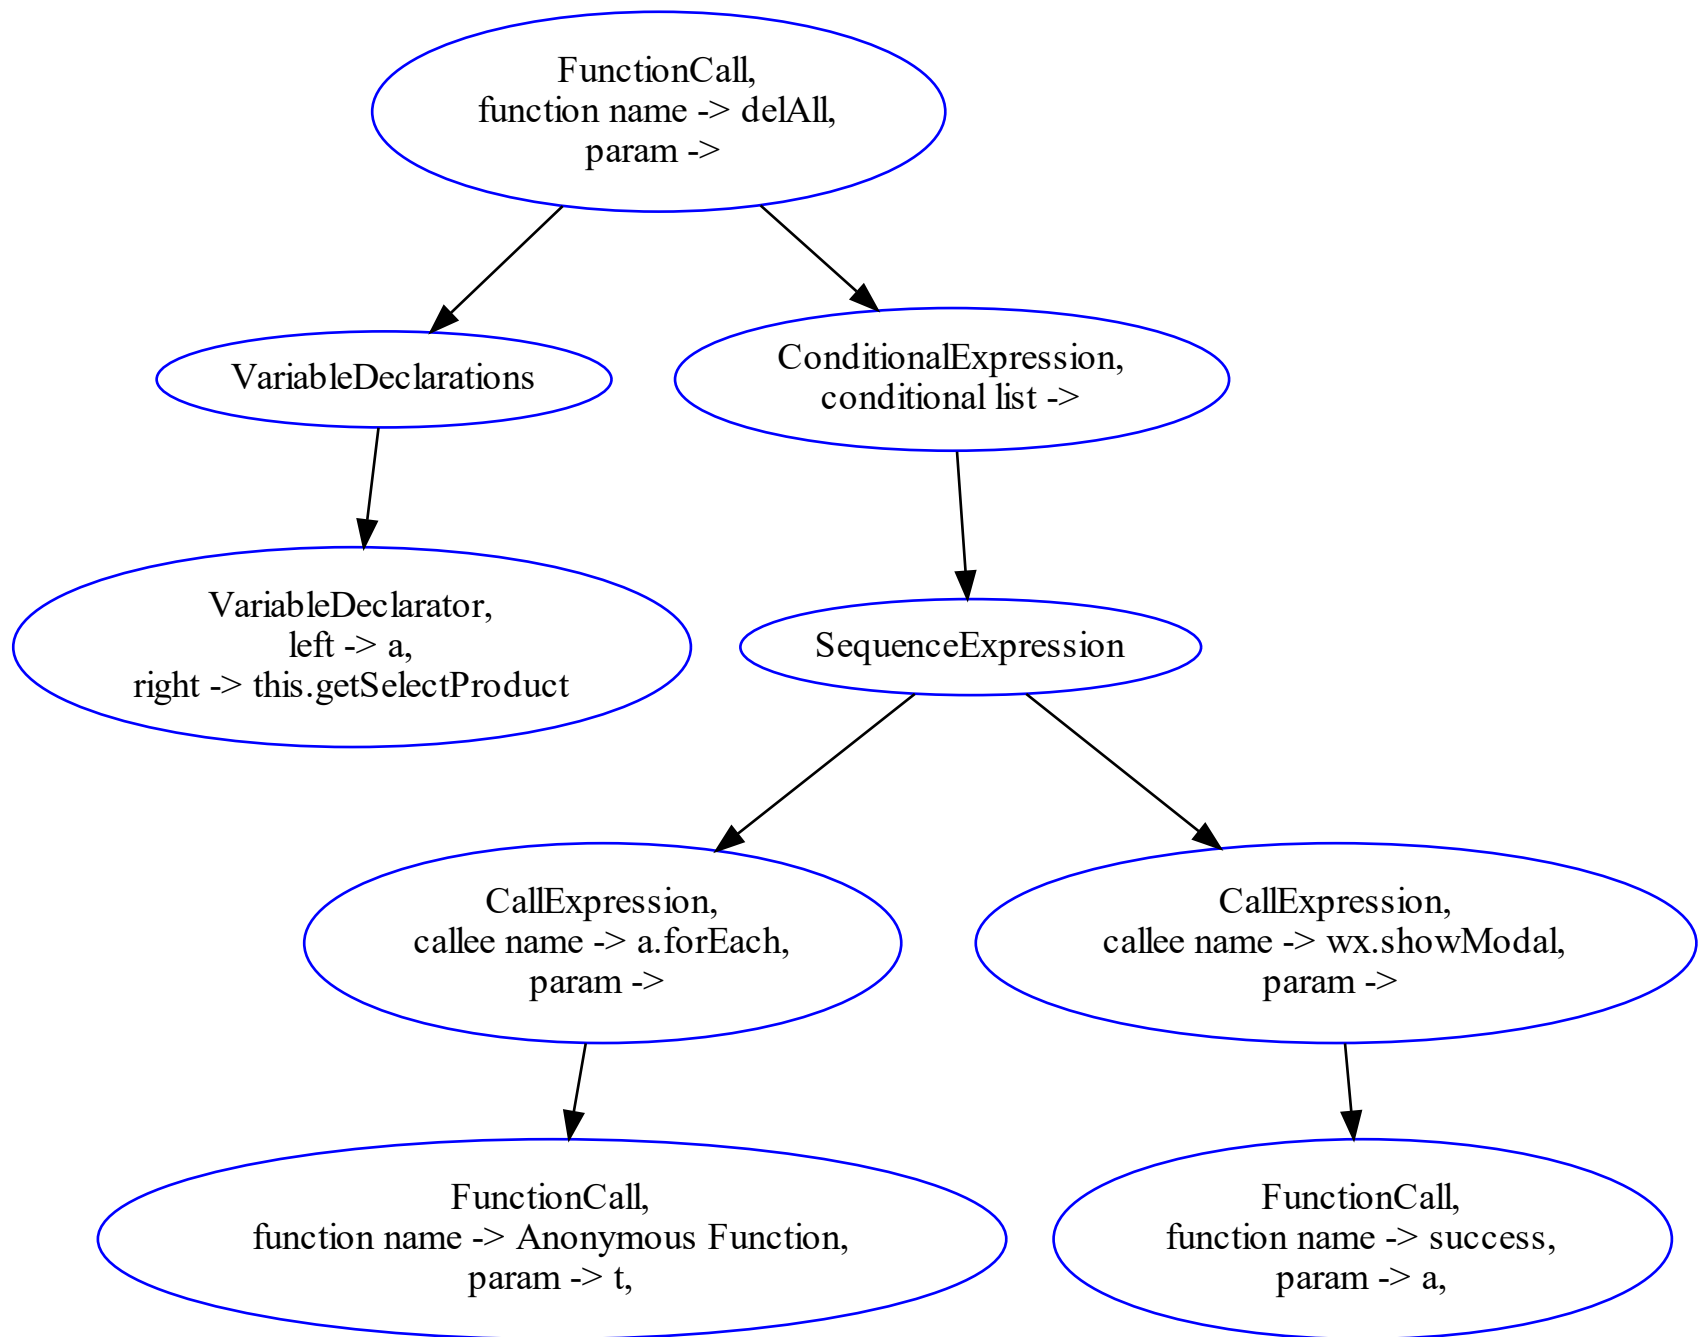 FunctionCall,
function name -> delAll,
param ->
VariableDeclarations
ConditionalExpression,
conditional list ->
VariableDeclarator,
left -> a,
right -> this.getSelectProduct
SequenceExpression
CallExpression,
callee name -> a.forEach,
param ->
CallExpression,
callee name -> wx.showModal,
param ->
FunctionCall,
function name -> Anonymous Function,
param -> t,
FunctionCall,
function name -> success,
param -> a,